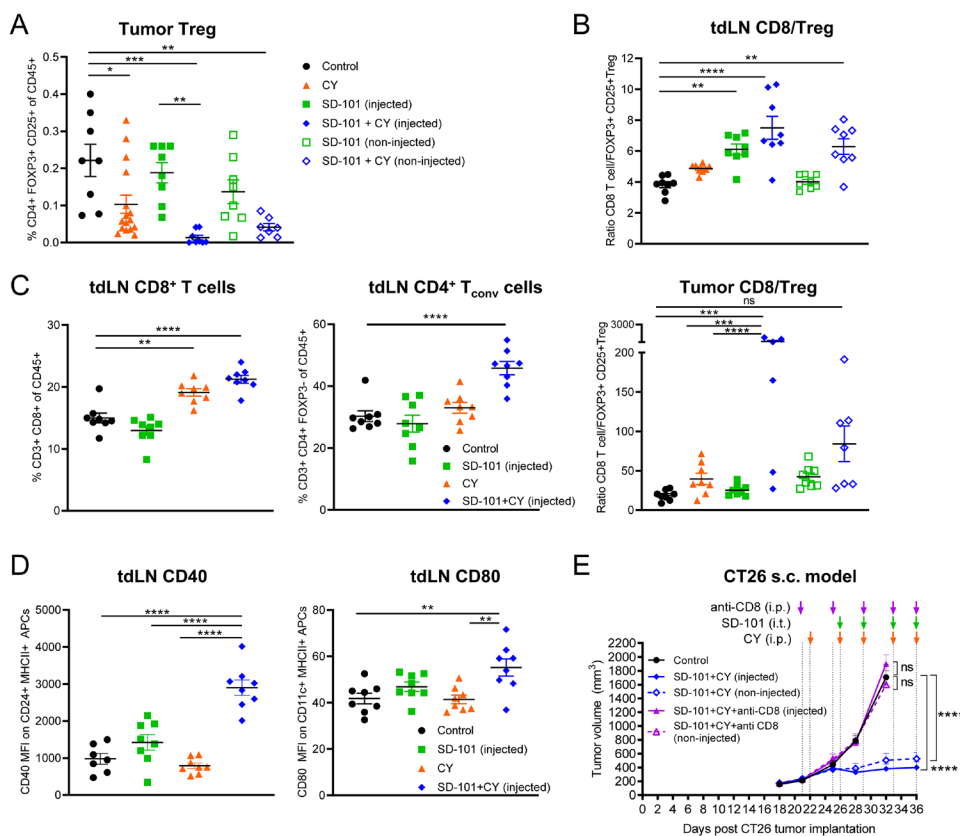 A
Tumor Treg
% CD4+ FOXP3+ CD25+ of CD45+
0.5
0.4
0.3
0.2
0.1
0.0
**
***
*
**
Control
CY
SD-101 (injected)
SD-101 + CY (injected)
SD-101 (non-injected)
SD-101 + CY (non-injected)
B
tdLN CD8/Treg
Ratio CD8 T cell/FOXP3+ CD25+Treg
12
10
8
6
4
2
0
**
****
**
Tumor CD8/Treg
Ratio CD8 T cell/FOXP3+ CD25+Treg
3000
200
150
100
50
0
ns
***
***
****
C
tdLN CD8+ T cells
% CD3+ CD8+ of CD45+
30
20
10
0
****
**
tdLN CD4+ Tconv cells
% CD3+ CD4+ FOXP3- of CD45+
60
40
20
0
****
Control
SD-101 (injected)
CY
SD-101+CY (injected)
D
tdLN CD40
CD40 MFI on CD24+ MHCII+ APCs
5000
4000
3000
2000
1000
0
****
****
****
tdLN CD80
CD80 MFI on CD11c+ MHCII+ APCs
80
60
40
20
0
**
**
Control
SD-101 (injected)
CY
SD-101+CY (injected)
E
CT26 s.c. model
anti-CD8 (i.p.)
SD-101 (i.t.)
CY (i.p.)
Tumor volume (mm3)
2200
2000
1800
1600
1400
1200
1000
800
600
400
200
0
Control
SD-101+CY (injected)
SD-101+CY (non-injected)
SD-101+CY+anti-CD8 (injected)
SD-101+CY+anti CD8
(non-injected)
ns
ns
****
****
0 2 4 6 8 10 12 14 16 18 20 22 24 26 28 30 32 34 36
Days post CT26 tumor implantation